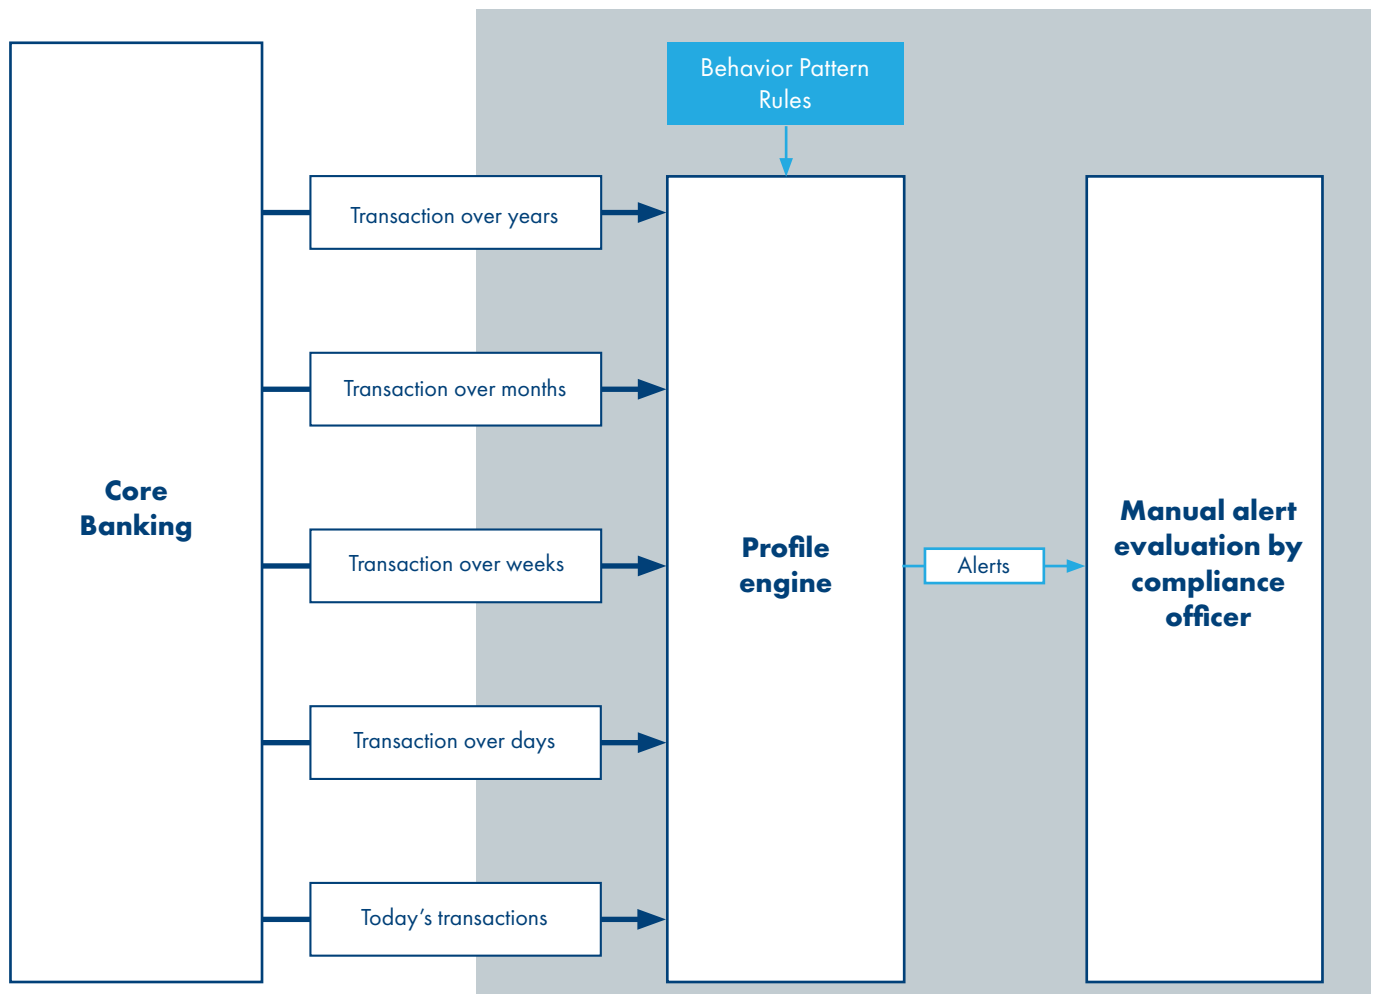 Behavior Pattern
Rules
Transaction over years
Transaction over months
Core
Banking
Transaction over weeks
Profile
engine
Alerts
Manual alert
evaluation by
compliance
officer
Transaction over days
Today’s transactions